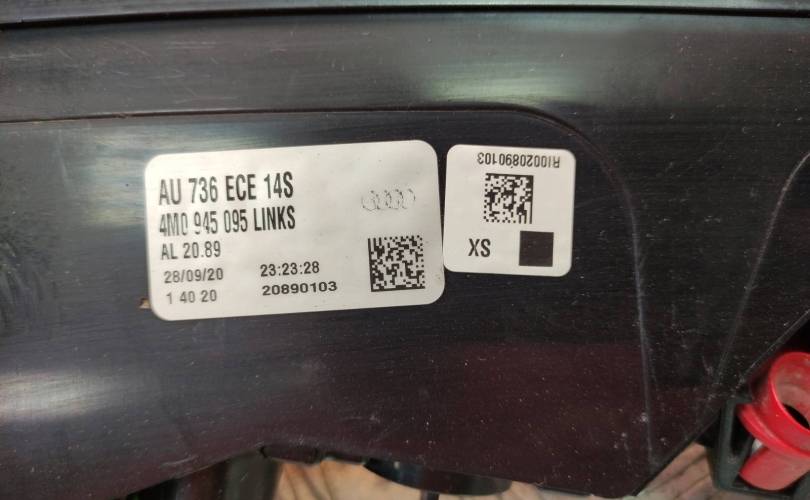 AU 736 ECE 14S
4M0 945 095 LINKS
AL 20.89
28/09/20 23:23:28
1 40 20 20890103
RI0020890103
SX